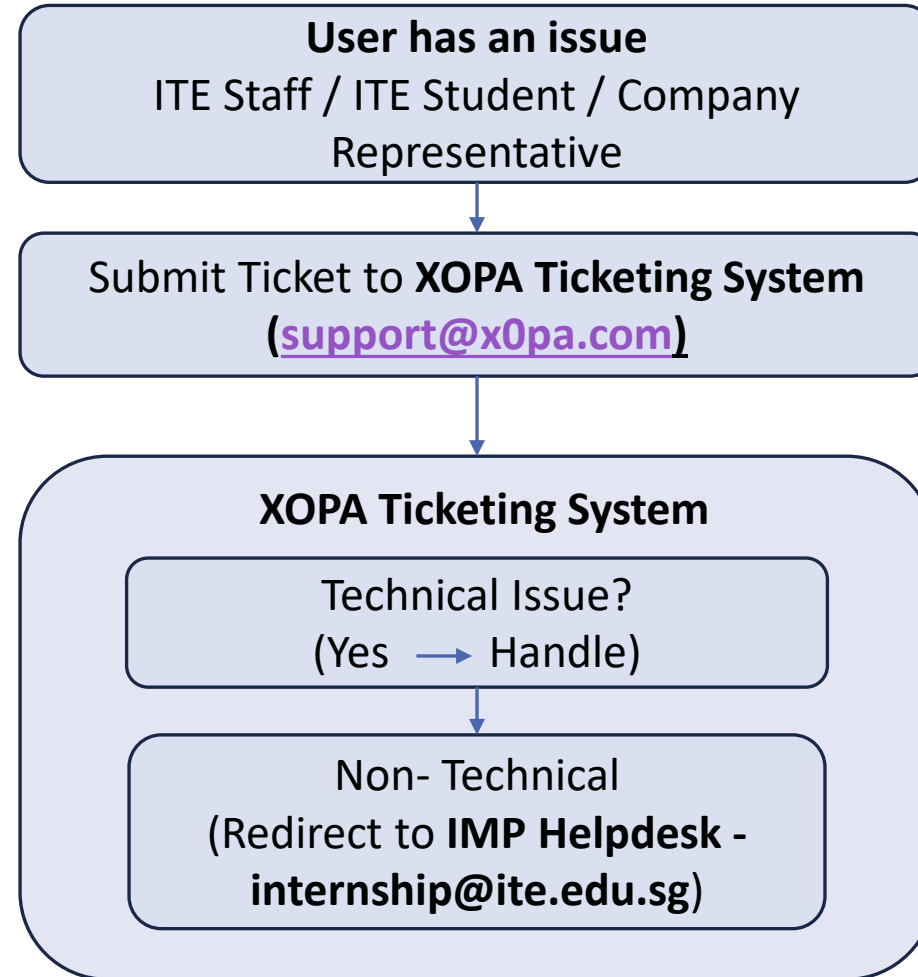 User has an issue
ITE Staff / ITE Student / Company
Representative
Submit Ticket to XOPA Ticketing System
(support@x0pa.com)
XOPA Ticketing System
Technical Issue?
(Yes → Handle)
Non- Technical
(Redirect to IMP Helpdesk -
internship@ite.edu.sg)